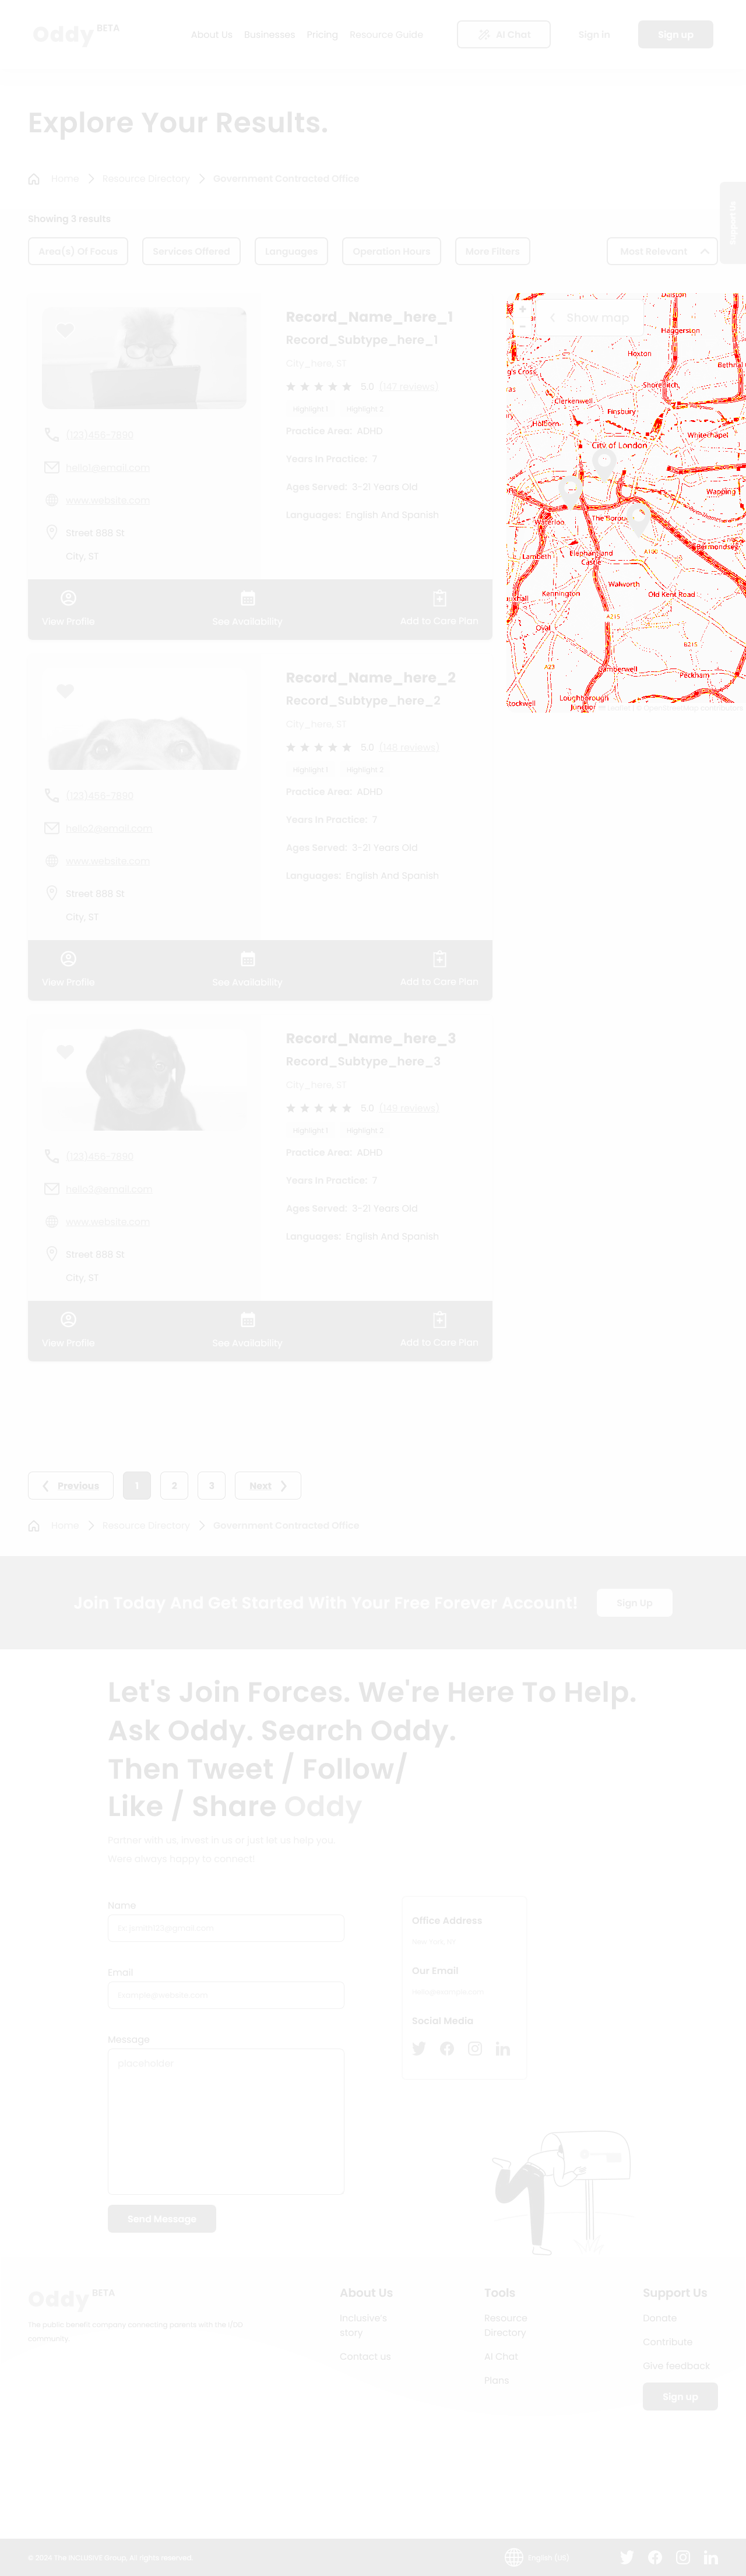 Oddy BETA
About Us Businesses Pricing Resource Guide AI Chat Sign in Sign up
Explore Your Results.
Home Resource Directory Government Contracted Office
Support Us
Showing 3 results
Area(s) Of Focus Services Offered Languages Operation Hours More Filters Most Relevant
Record_Name_here_1
Record_Subtype_here_1
City_here, ST
5.0 (147 reviews)
Highlight 1 Highlight 2
(123)456-7890
Practice Area: ADHD
Years In Practice: 7
hello1@email.com
Ages Served: 3-21 Years Old
www.website.com
Languages: English And Spanish
Street 888 St
City, ST
View Profile See Availability Add to Care Plan
+
−
Show map
Dalston
Haggerston
Hoxton
Bethnal
g's Cross
Shoreditch
Clerkenwell
Finsbury
Holborn
Whitechapel
City of London
Wapping
Waterloo
The Borough
Bermondsey
A100
Lambeth
Elephant and
Castle
Walworth
Kennington
Old Kent Road
xhall
A215
Oval
B215
A23
Camberwell
Peckham
Loughborough
Junction
tockwell
Record_Name_here_2
Record_Subtype_here_2
City_here, ST
5.0 (148 reviews)
Highlight 1 Highlight 2
(123)456-7890
Practice Area: ADHD
Years In Practice: 7
hello2@email.com
Ages Served: 3-21 Years Old
www.website.com
Languages: English And Spanish
Street 888 St
City, ST
View Profile See Availability Add to Care Plan
Record_Name_here_3
Record_Subtype_here_3
City_here, ST
5.0 (149 reviews)
Highlight 1 Highlight 2
(123)456-7890
Practice Area: ADHD
Years In Practice: 7
hello3@email.com
Ages Served: 3-21 Years Old
www.website.com
Languages: English And Spanish
Street 888 St
City, ST
View Profile See Availability Add to Care Plan
Previous 1 2 3 Next
Home Resource Directory Government Contracted Office
Join Today And Get Started With Your Free Forever Account! Sign Up
Let's Join Forces. We're Here To Help.
Ask Oddy. Search Oddy.
Then Tweet / Follow/
Like / Share Oddy
Partner with us, invest in us or just let us help you.
Were always happy to connect!
Name
Email
Message
placeholder
Send Message
Office Address
New York, NY
Our Email
Social Media
Oddy BETA
The public benefit company connecting parents with the I/DD
community.
About Us
Inclusive's
story
Contact us
Tools
Resource
Directory
AI Chat
Plans
Support Us
Donate
Contribute
Give feedback
Sign up
English (US)